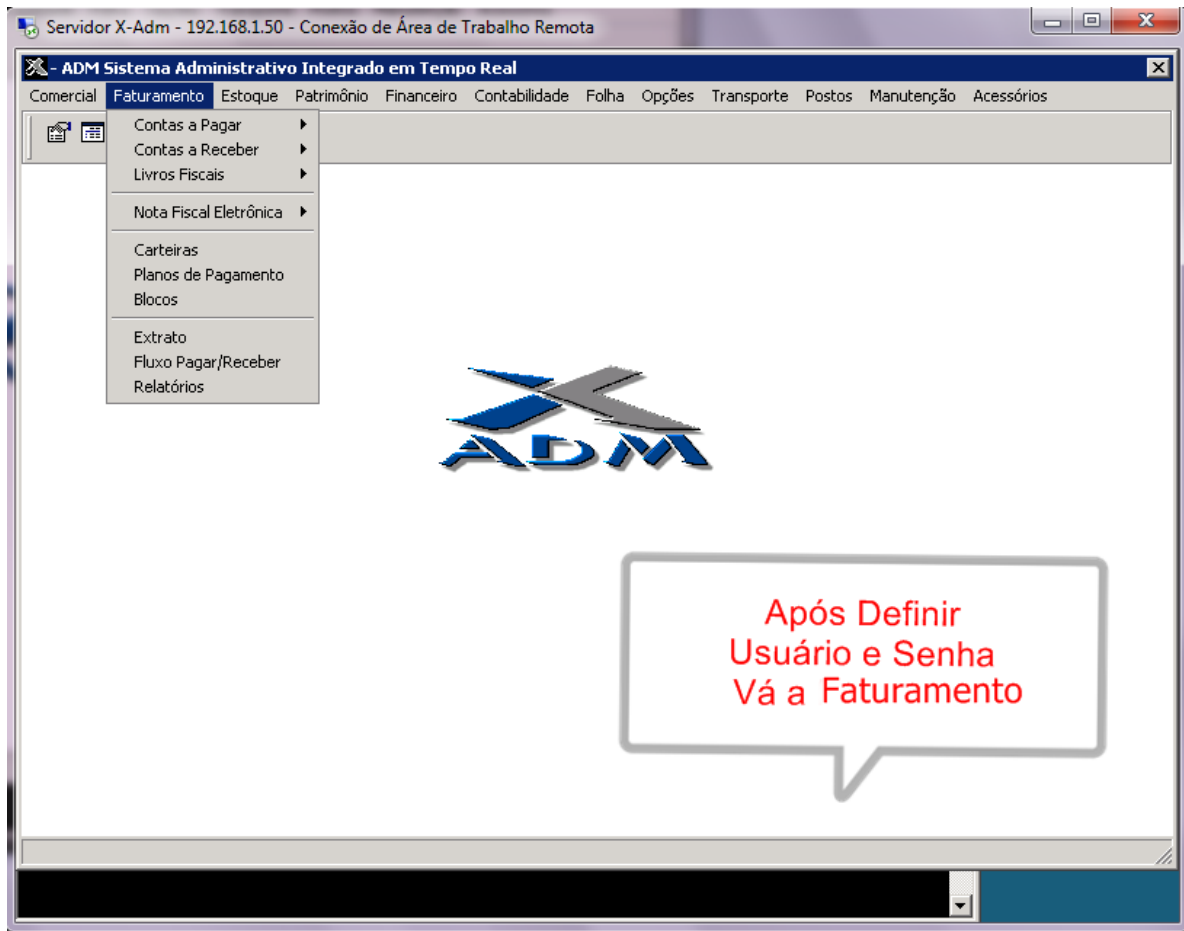 Servidor X-Adm - 192.168.1.50 - Conexão de Área de Trabalho Remota
X - ADM Sistema Administrativo Integrado em Tempo Real
Comercial Faturamento Estoque Patrimônio Financeiro Contabilidade Folha Opções Transporte Postos Manutenção Acessórios
Contas a Pagar
Contas a Receber
Livros Fiscais
Nota Fiscal Eletrônica
Carteiras
Planos de Pagamento
Blocos
Extrato
Fluxo Pagar/Receber
Relatórios
X
ADM
Após Definir
Usuário e Senha
Vá a Faturamento